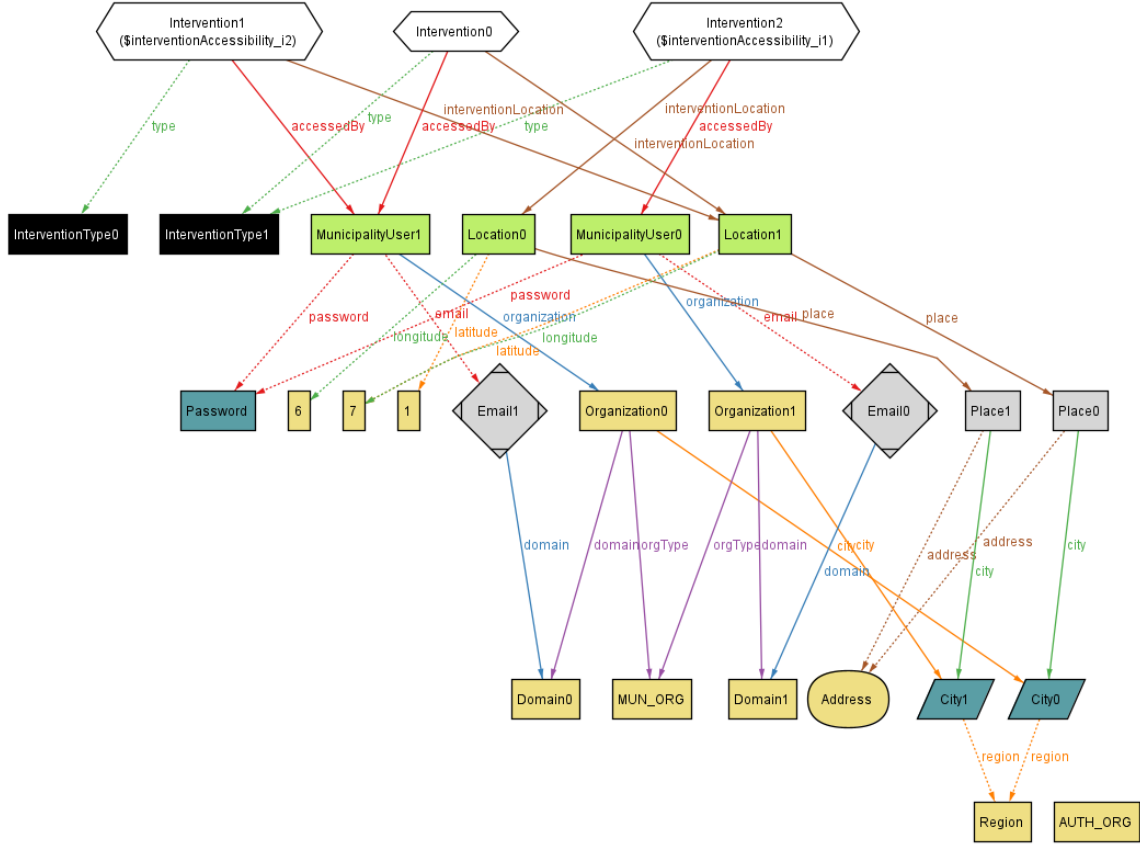 Intervention1
($interventionAccessibility_i2)
Intervention0
Intervention2
($interventionAccessibility_i1)
type
accessedBy
interventionLocation
type
accessedBy
interventionLocation
type
interventionLocation
accessedBy
InterventionType0
InterventionType1
MunicipalityUser1
Location0
MunicipalityUser0
Location1
password
email
organization
longitude
latitude
password
organization
email
latitude
longitude
place
place
Password
6
7
1
Email1
Organization0
Organization1
Email0
Place1
Place0
domain
domain
orgType
orgType
domain
city
city
domain
address
city
address
city
Domain0
MUN_ORG
Domain1
Address
City1
City0
region
region
Region
AUTH_ORG